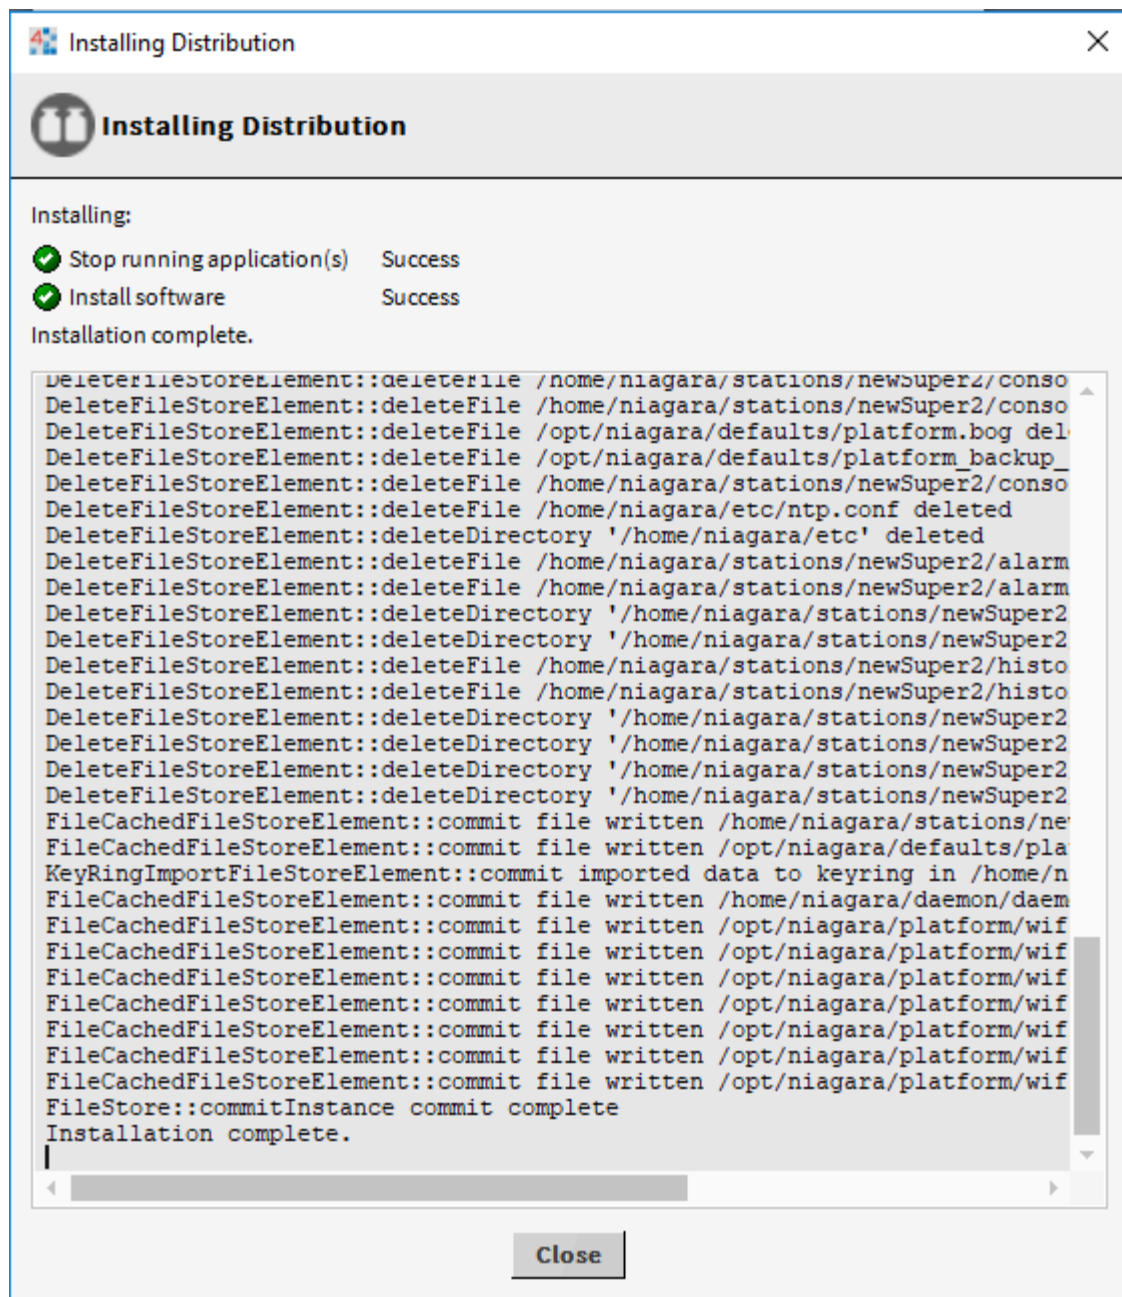 Installing Distribution
Installing Distribution
Installing:
Stop running application(s) Success
Install software Success
Installation complete.
DeleteFileStoreElement::deleteFile /home/niagara/stations/newSuper2/conso
DeleteFileStoreElement::deleteFile /home/niagara/stations/newSuper2/conso
DeleteFileStoreElement::deleteFile /opt/niagara/defaults/platform.bog del
DeleteFileStoreElement::deleteFile /opt/niagara/defaults/platform_backup_
DeleteFileStoreElement::deleteFile /home/niagara/stations/newSuper2/conso
DeleteFileStoreElement::deleteFile /home/niagara/etc/ntp.conf deleted
DeleteFileStoreElement::deleteDirectory '/home/niagara/etc' deleted
DeleteFileStoreElement::deleteFile /home/niagara/stations/newSuper2/alarm
DeleteFileStoreElement::deleteFile /home/niagara/stations/newSuper2/alarm
DeleteFileStoreElement::deleteDirectory '/home/niagara/stations/newSuper2
DeleteFileStoreElement::deleteDirectory '/home/niagara/stations/newSuper2
DeleteFileStoreElement::deleteFile /home/niagara/stations/newSuper2/histo
DeleteFileStoreElement::deleteFile /home/niagara/stations/newSuper2/histo
DeleteFileStoreElement::deleteDirectory '/home/niagara/stations/newSuper2
DeleteFileStoreElement::deleteDirectory '/home/niagara/stations/newSuper2
DeleteFileStoreElement::deleteDirectory '/home/niagara/stations/newSuper2
DeleteFileStoreElement::deleteDirectory '/home/niagara/stations/newSuper2
FileCachedFileStoreElement::commit file written /home/niagara/stations/ne
FileCachedFileStoreElement::commit file written /opt/niagara/defaults/pla
KeyRingImportFileStoreElement::commit imported data to keyring in /home/n
FileCachedFileStoreElement::commit file written /home/niagara/daemon/daem
FileCachedFileStoreElement::commit file written /opt/niagara/platform/wif
FileCachedFileStoreElement::commit file written /opt/niagara/platform/wif
FileCachedFileStoreElement::commit file written /opt/niagara/platform/wif
FileCachedFileStoreElement::commit file written /opt/niagara/platform/wif
FileCachedFileStoreElement::commit file written /opt/niagara/platform/wif
FileCachedFileStoreElement::commit file written /opt/niagara/platform/wif
FileCachedFileStoreElement::commit file written /opt/niagara/platform/wif
FileStore::commitInstance commit complete
Installation complete.
Close